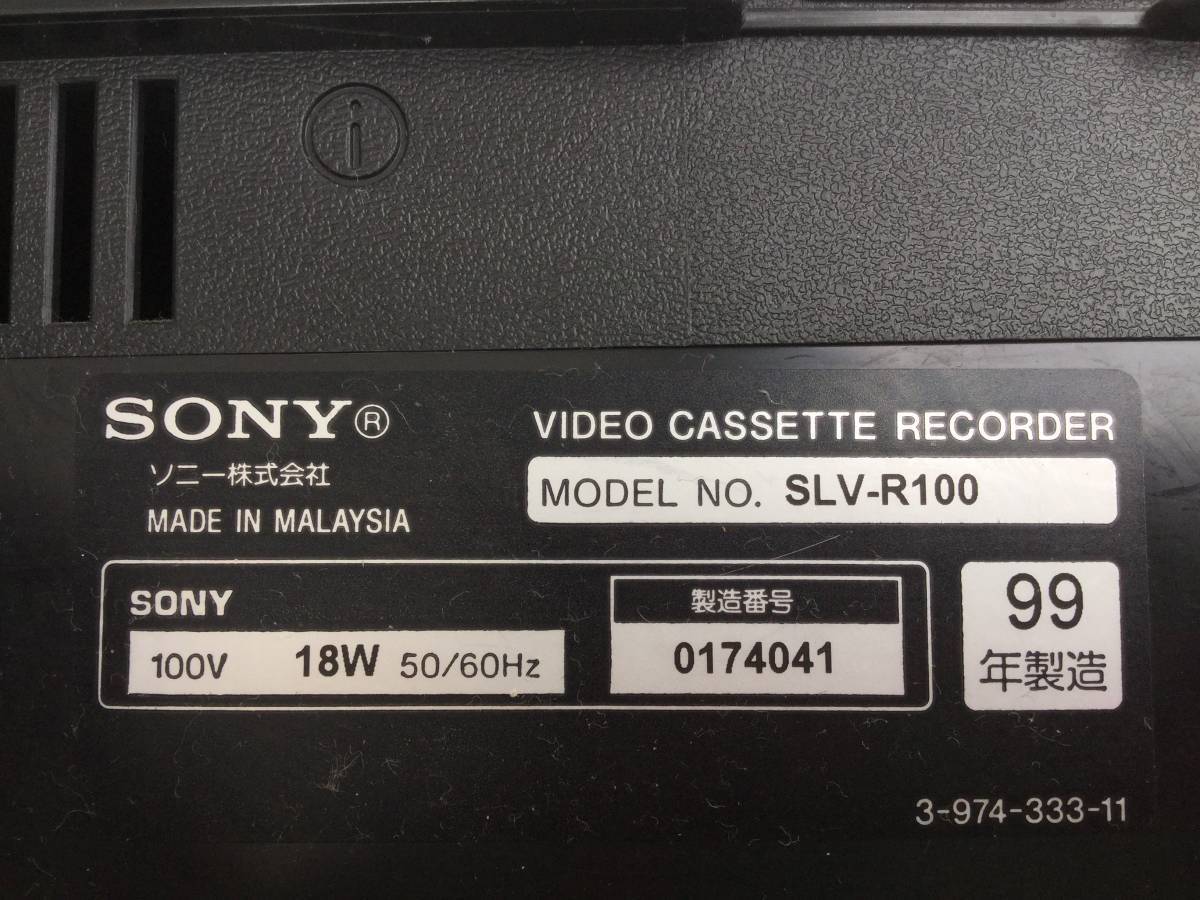 SONY®
ソニー株式会社
MADE IN MALAYSIA
VIDEO CASSETTE RECORDER
MODEL NO. SLV-R100
SONY
100V 18W 50/60Hz
製造番号
0174041
99
年製造
3-974-333-11